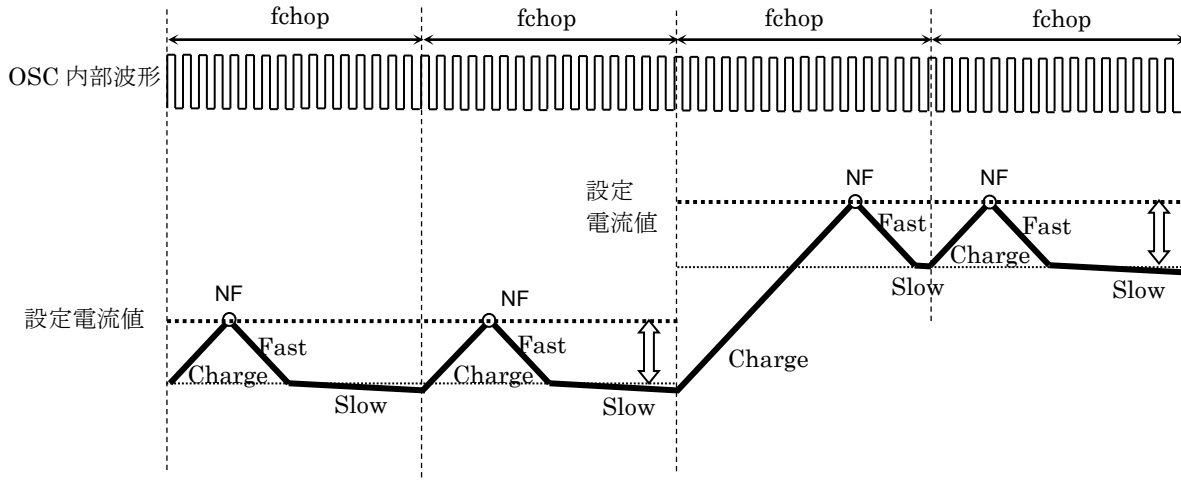 fchop fchop fchop fchop
OSC 内部波形
設定
電流値
NF NF
Fast Fast
Charge
Slow Slow
設定電流値
NF NF
Fast Fast
Charge Charge
Charge
Slow Slow